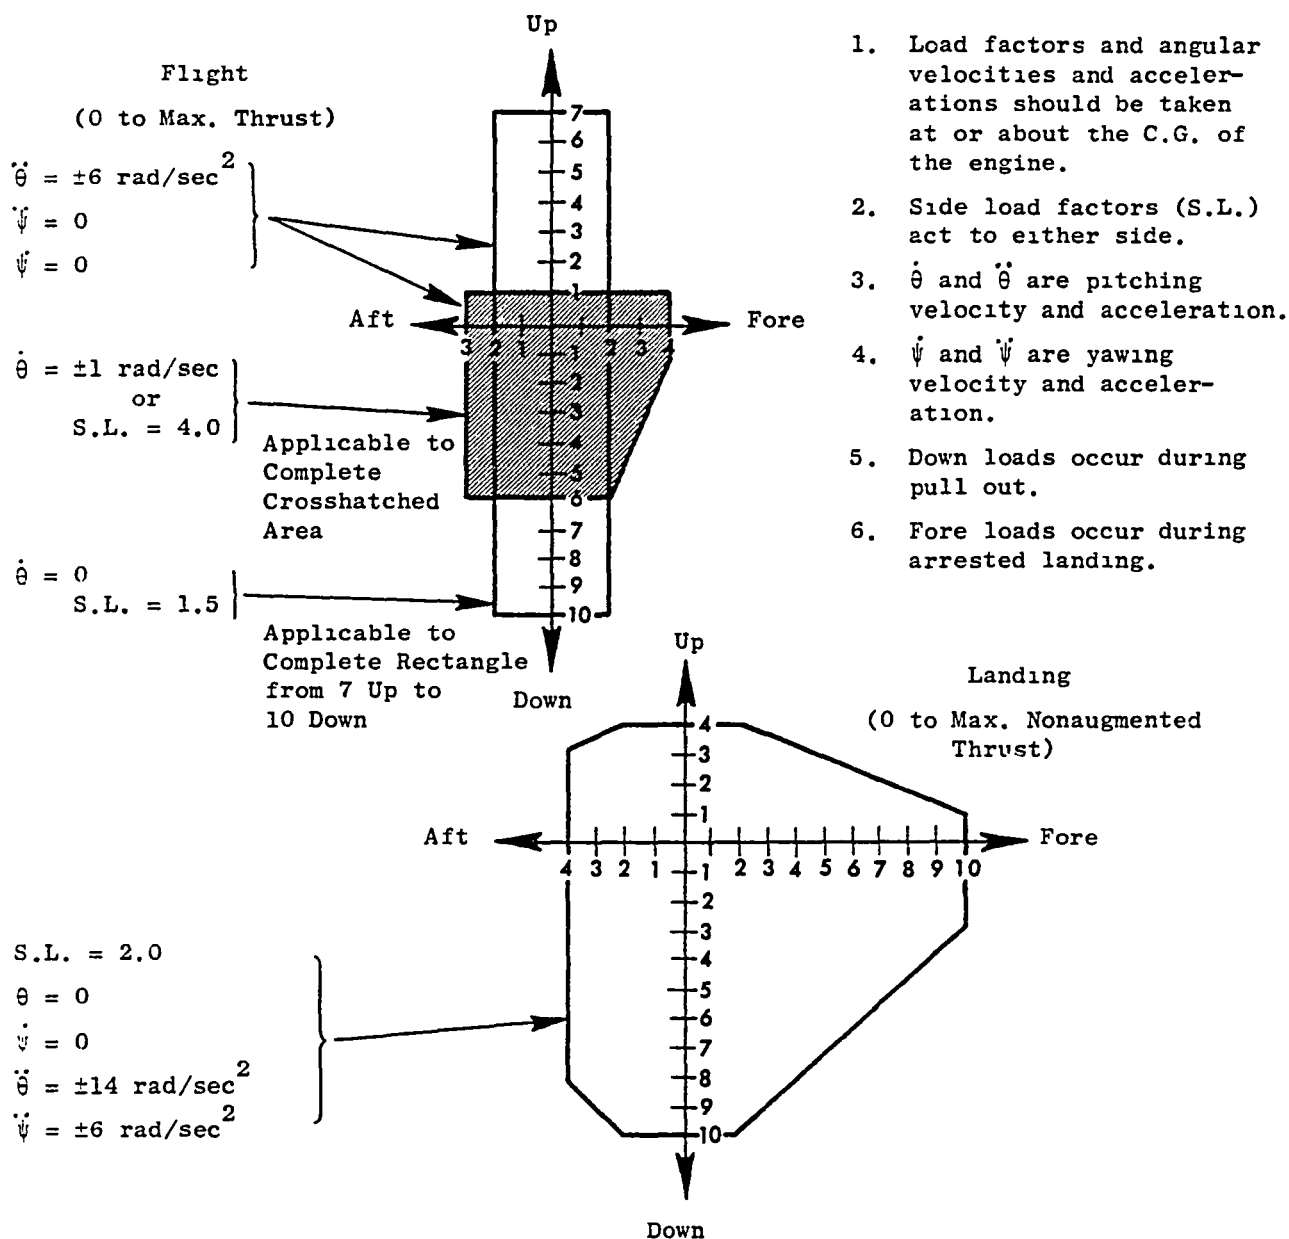 Flight
(0 to Max. Thrust)
θ̈ = ±6 rad/sec²
ψ̈ = 0
ψ̇ = 0
θ̇ = ±1 rad/sec
or
S.L. = 4.0
Applicable to
Complete
Crosshatched
Area
θ̇ = 0
S.L. = 1.5
Applicable to
Complete Rectangle
from 7 Up to
10 Down
Up
7
6
5
4
3
2
1
Aft
Fore
3 2 1 2 3 4
1
2
3
4
5
6
7
8
9
10
Down
1. Load factors and angular
velocities and acceler-
ations should be taken
at or about the C.G. of
the engine.
2. Side load factors (S.L.)
act to either side.
3. θ̇ and θ̈ are pitching
velocity and acceleration.
4. ψ̇ and ψ̈ are yawing
velocity and acceler-
ation.
5. Down loads occur during
pull out.
6. Fore loads occur during
arrested landing.
Landing
(0 to Max. Nonaugmented
Thrust)
Up
4
3
2
1
Aft
Fore
4 3 2 1 2 3 4 5 6 7 8 9 10
1
2
3
4
5
6
7
8
9
10
Down
S.L. = 2.0
θ = 0
ψ̇ = 0
θ̈ = ±14 rad/sec²
ψ̈ = ±6 rad/sec²